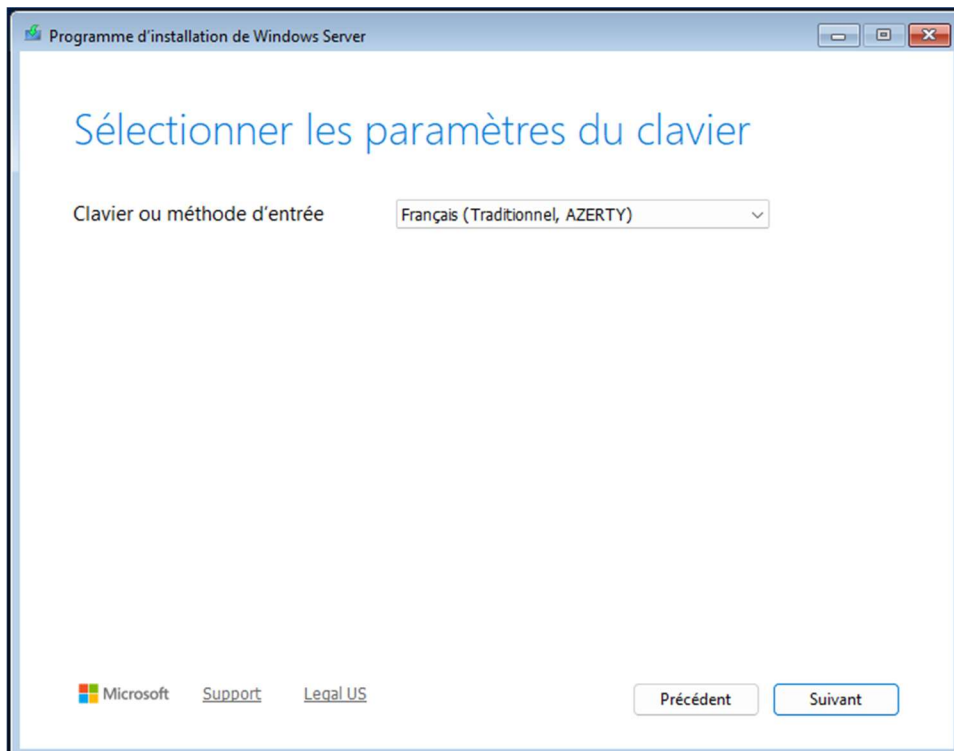 Programme d'installation de Windows Server
Sélectionner les paramètres du clavier
Clavier ou méthode d'entrée
Français (Traditionnel, AZERTY)
Microsoft Support Legal US
Précédent Suivant